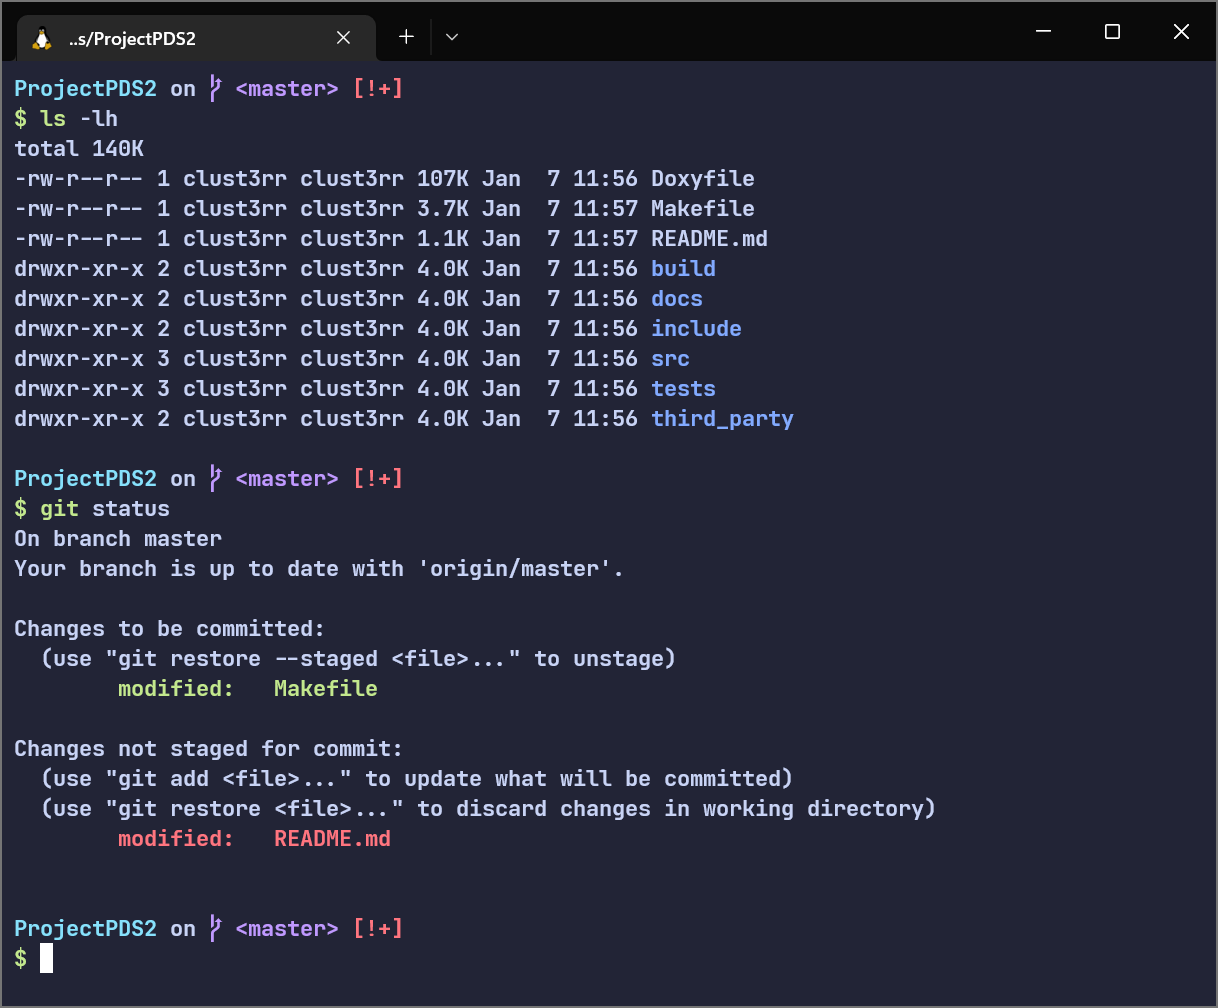 ..s/ProjectPDS2
ProjectPDS2 on <master> [!+]
$ ls -lh
total 140K
-rw-r--r-- 1 clust3rr clust3rr 107K Jan  7 11:56 Doxyfile
-rw-r--r-- 1 clust3rr clust3rr 3.7K Jan  7 11:57 Makefile
-rw-r--r-- 1 clust3rr clust3rr 1.1K Jan  7 11:57 README.md
drwxr-xr-x 2 clust3rr clust3rr 4.0K Jan  7 11:56 build
drwxr-xr-x 2 clust3rr clust3rr 4.0K Jan  7 11:56 docs
drwxr-xr-x 2 clust3rr clust3rr 4.0K Jan  7 11:56 include
drwxr-xr-x 3 clust3rr clust3rr 4.0K Jan  7 11:56 src
drwxr-xr-x 3 clust3rr clust3rr 4.0K Jan  7 11:56 tests
drwxr-xr-x 2 clust3rr clust3rr 4.0K Jan  7 11:56 third_party
ProjectPDS2 on <master> [!+]
$ git status
On branch master
Your branch is up to date with 'origin/master'.
Changes to be committed:
  (use "git restore --staged <file>..." to unstage)
        modified:   Makefile
Changes not staged for commit:
  (use "git add <file>..." to update what will be committed)
  (use "git restore <file>..." to discard changes in working directory)
        modified:   README.md
ProjectPDS2 on <master> [!+]
$